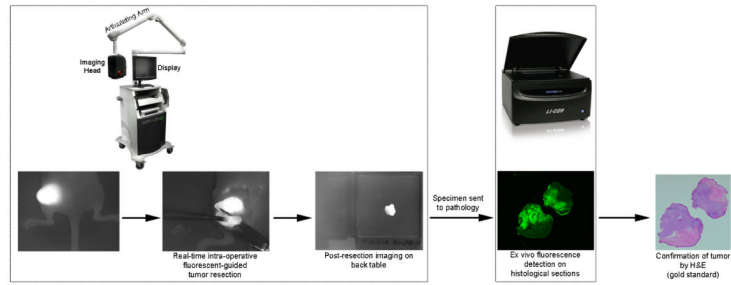 Articulating Arm
Imaging
Head
Display
LI-COR
Specimen sent
to pathology
Real-time intra-operative
fluorescent-guided
tumor resection
Post-resection imaging on
back table
Ex vivo fluorescence
detection on
histological sections
Confirmation of tumor
by H&E
(gold standard)